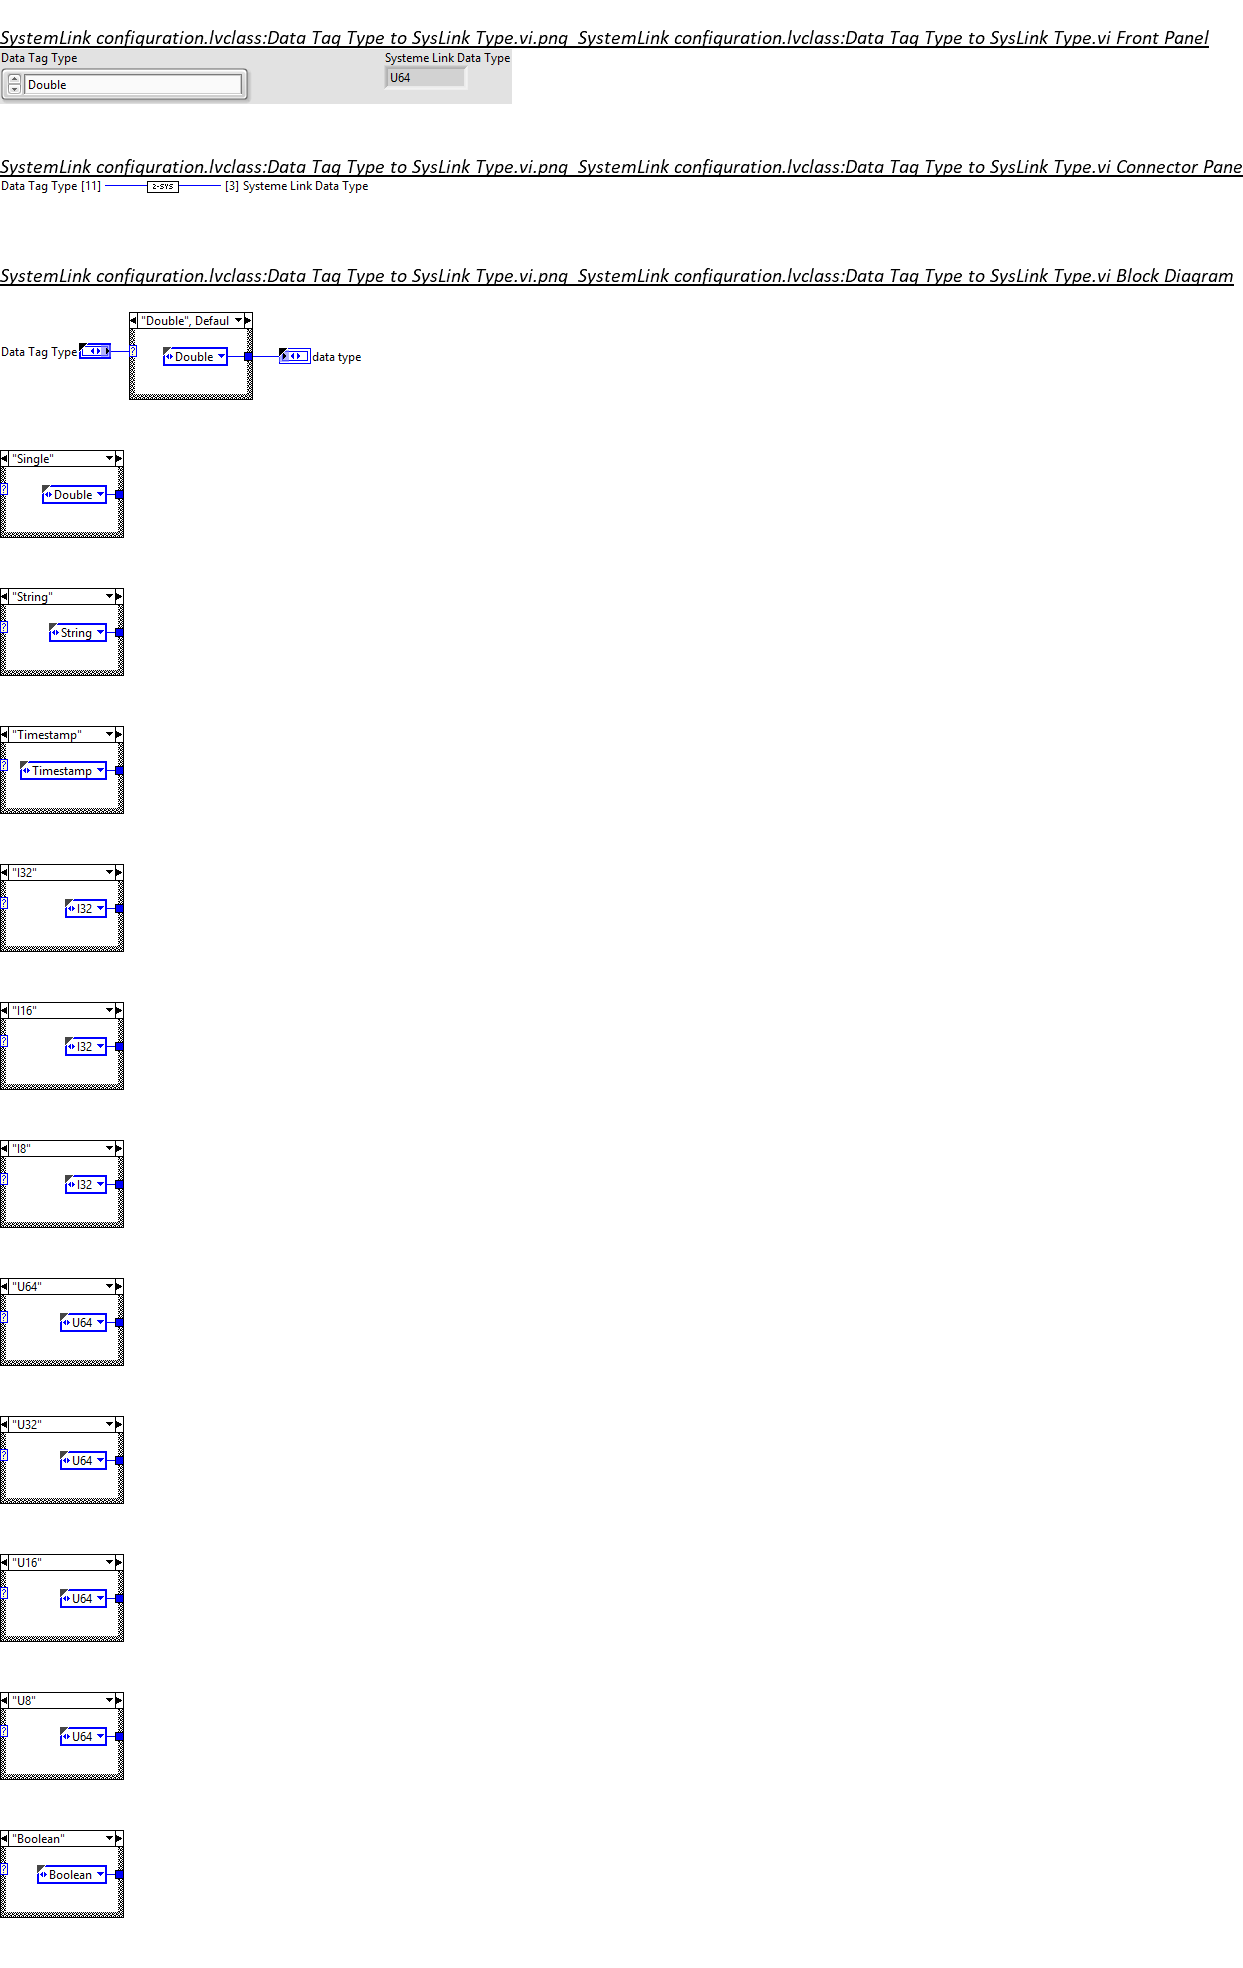 SystemLink configuration.lvclass:Data Tag Type to SysLink Type.vi.png SystemLink configuration.lvclass:Data Tag Type to SysLink Type.vi Front Panel
Data Tag Type Systeme Link Data Type
Double U64
SystemLink configuration.lvclass:Data Tag Type to SysLink Type.vi.png SystemLink configuration.lvclass:Data Tag Type to SysLink Type.vi Connector Pane
Data Tag Type [11] 2-SYS [3] Systeme Link Data Type
SystemLink configuration.lvclass:Data Tag Type to SysLink Type.vi.png SystemLink configuration.lvclass:Data Tag Type to SysLink Type.vi Block Diagram
"Double", Defaul
Data Tag Type ? Double data type
"Single"
? Double
"String"
? String
"Timestamp"
? Timestamp
"I32"
? I32
"I16"
? I32
"I8"
? I32
"U64"
? U64
"U32"
? U64
"U16"
? U64
"U8"
? U64
"Boolean"
? Boolean